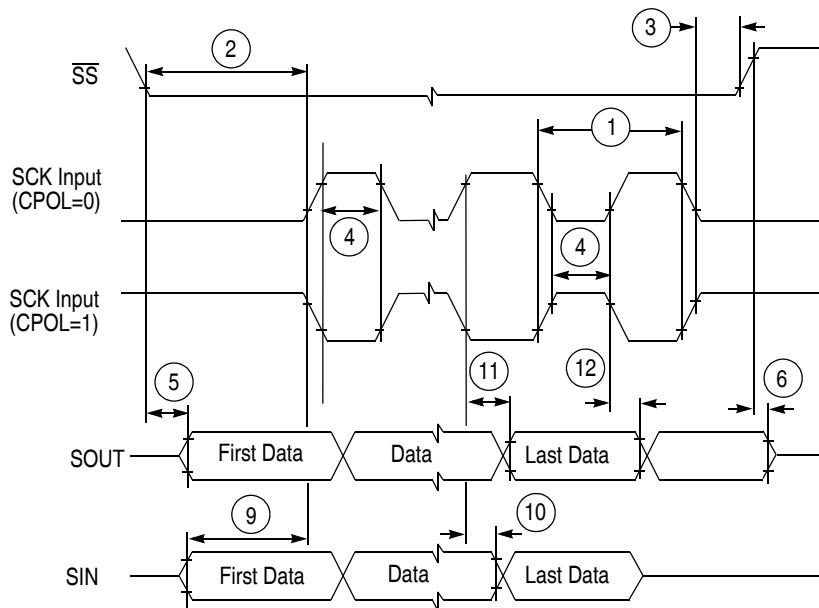 3
2
SS
1
SCK Input
(CPOL=0)
4
4
SCK Input
(CPOL=1)
5
11
12
6
SOUT
First Data
Data
Last Data
9
10
SIN
First Data
Data
Last Data